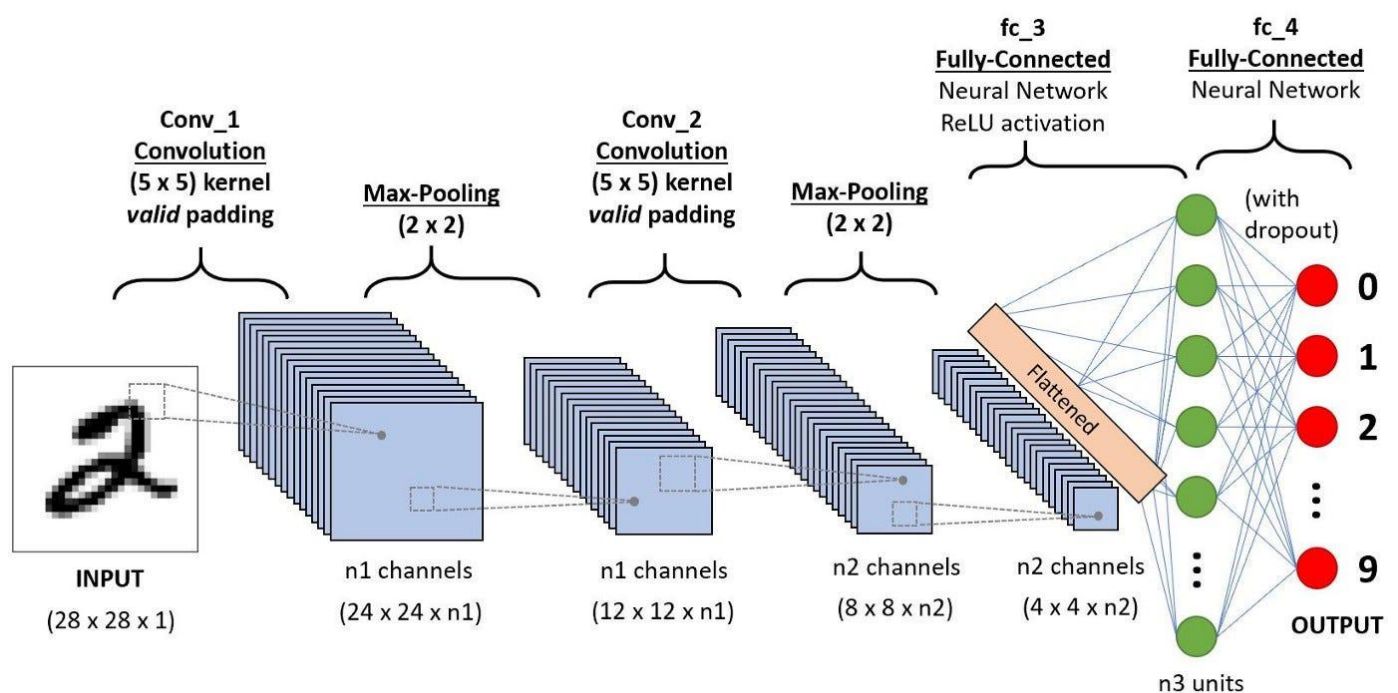 fc_3
Fully-Connected
Neural Network
ReLU activation
fc_4
Fully-Connected
Neural Network
Conv_1
Convolution
(5 x 5) kernel
valid padding
Max-Pooling
(2 x 2)
Conv_2
Convolution
(5 x 5) kernel
valid padding
Max-Pooling
(2 x 2)
(with
dropout)
Flattened
0
1
2
9
INPUT
(28 x 28 x 1)
n1 channels
(24 x 24 x n1)
n1 channels
(12 x 12 x n1)
n2 channels
(8 x 8 x n2)
n2 channels
(4 x 4 x n2)
OUTPUT
n3 units